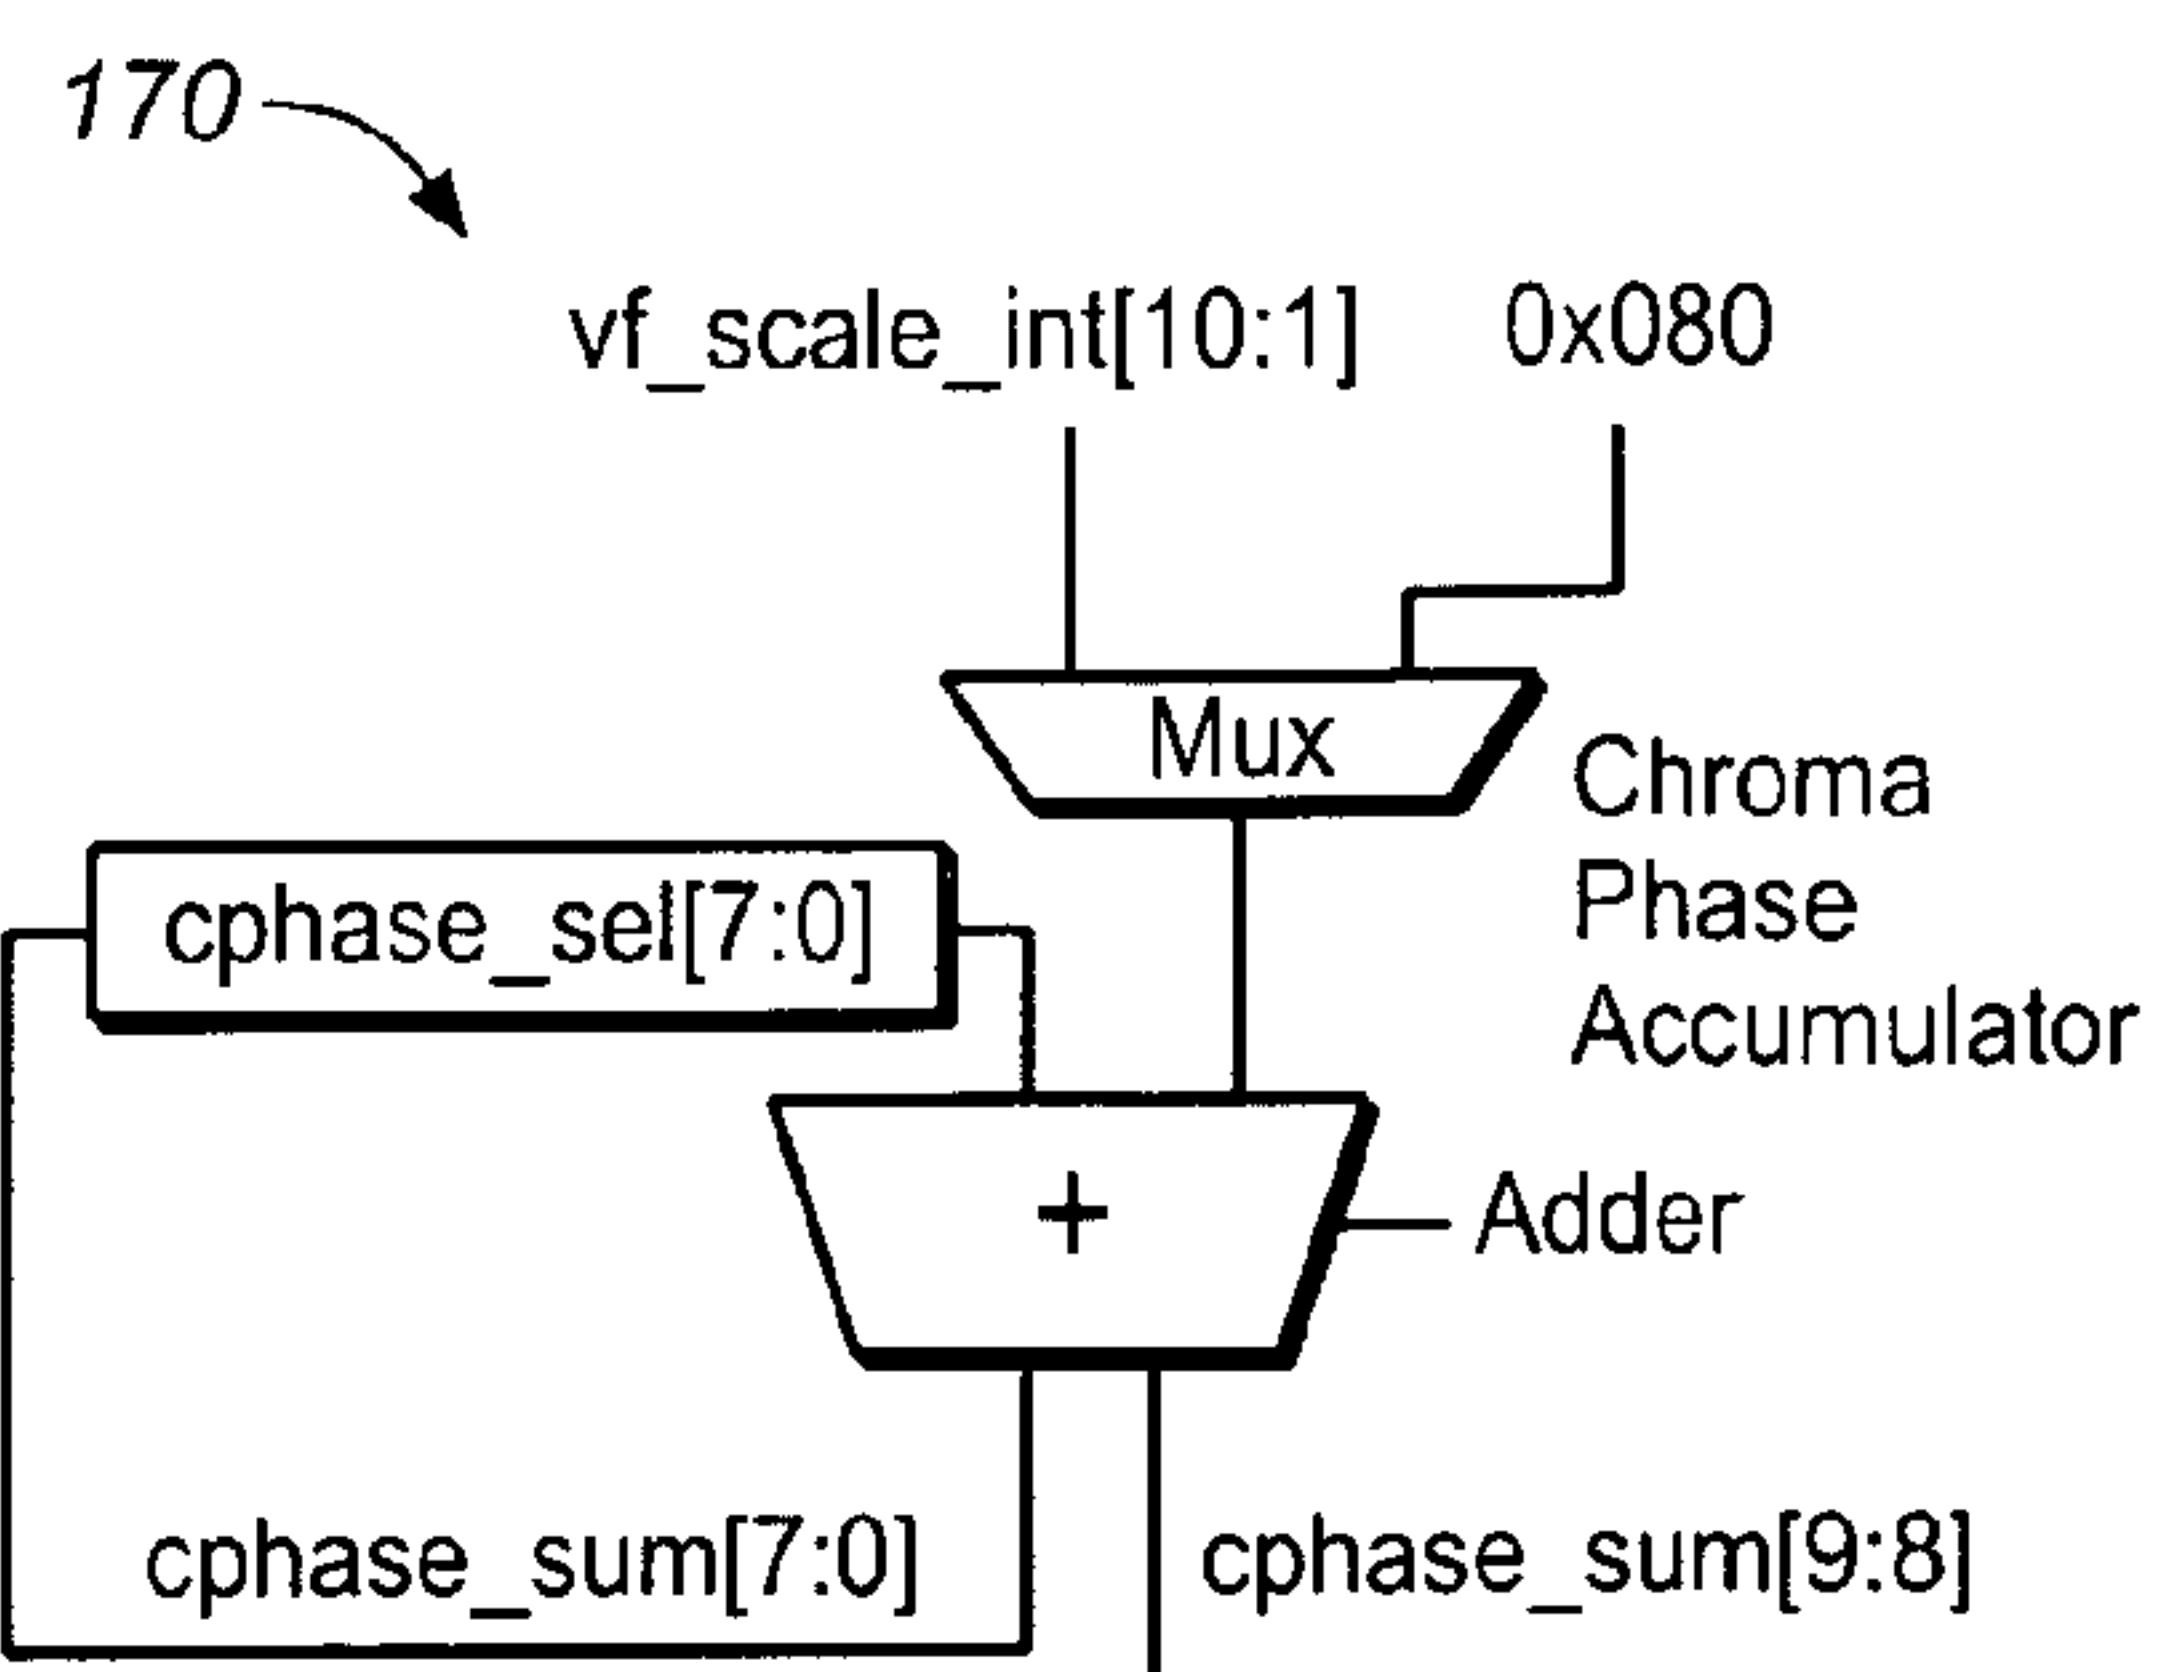 170
vf_scale_int[10:1] 0x080
Mux
Chroma
Phase
Accumulator
cphase_sel[7:0]
+
Adder
cphase_sum[7:0] cphase_sum[9:8]